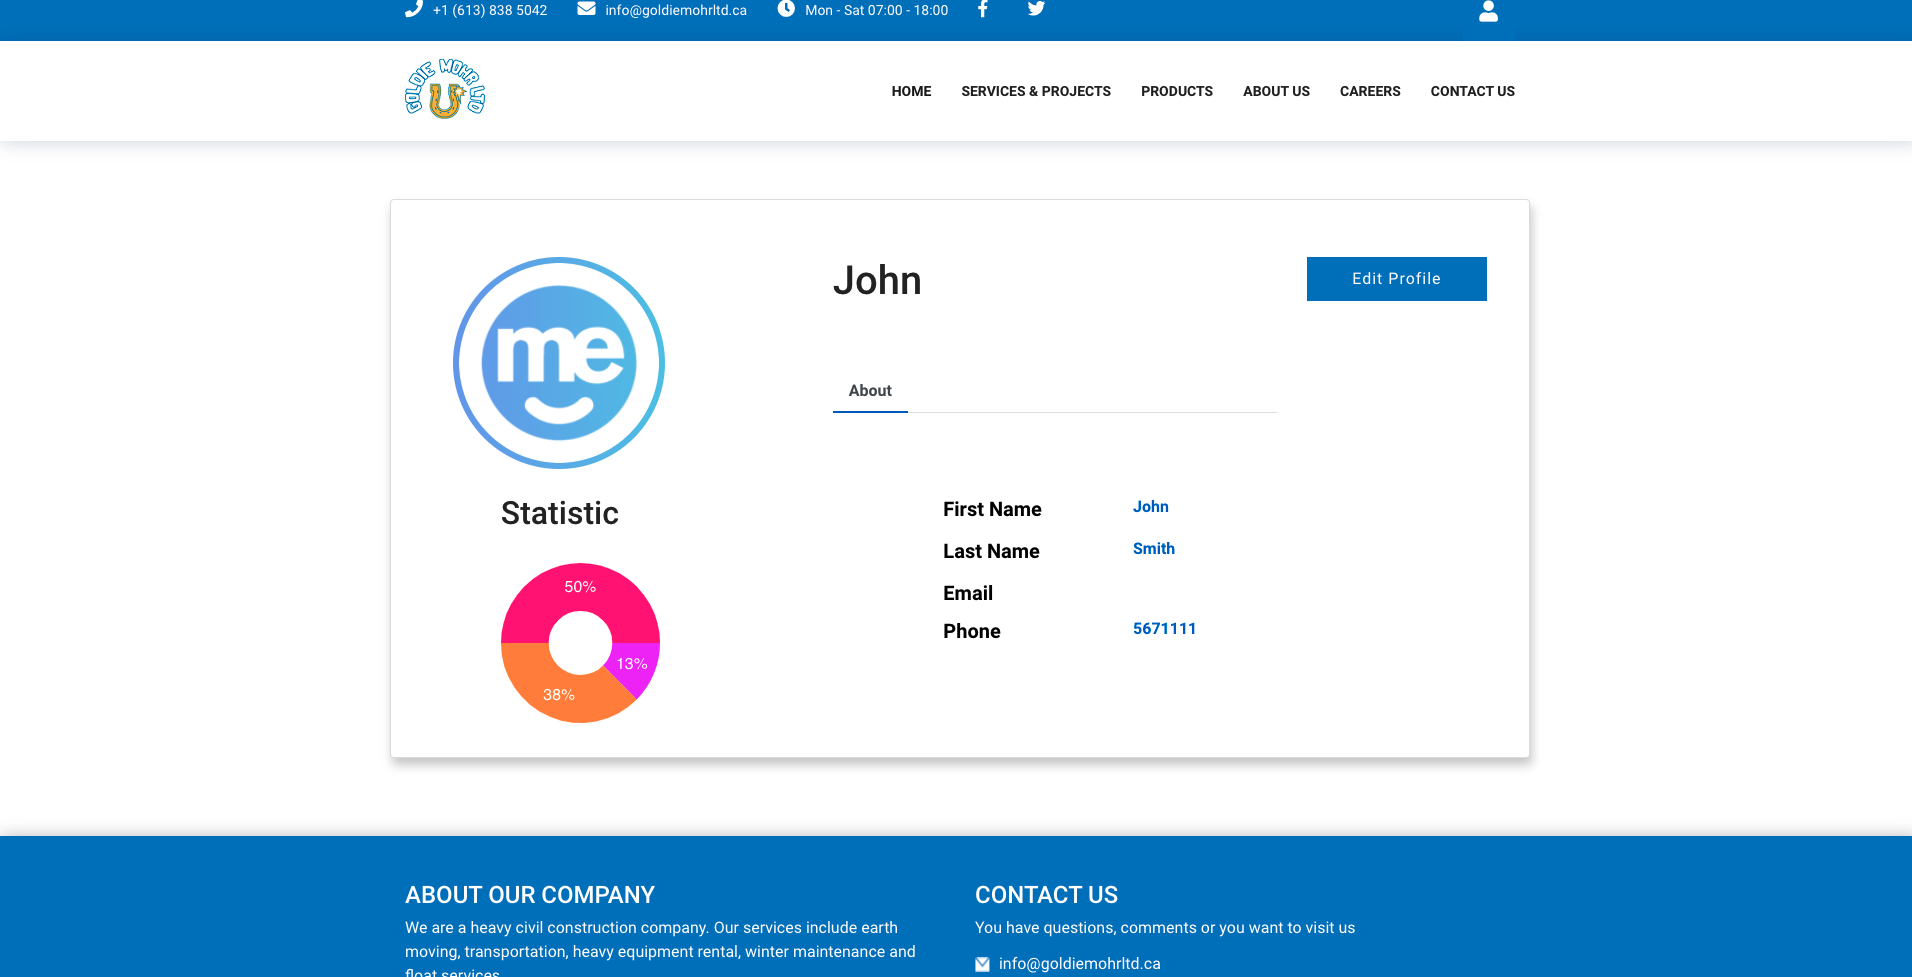 +1 (613) 838 5042 info@goldiemohrltd.ca Mon - Sat 07:00 - 18:00
GOLDIE MOHR LTD
HOME SERVICES & PROJECTS PRODUCTS ABOUT US CAREERS CONTACT US
me
John
Edit Profile
About
Statistic
50%
13%
38%
First Name John
Last Name Smith
Email
Phone 5671111
ABOUT OUR COMPANY
We are a heavy civil construction company. Our services include earth
moving, transportation, heavy equipment rental, winter maintenance and
float services.
CONTACT US
You have questions, comments or you want to visit us
info@goldiemohrltd.ca